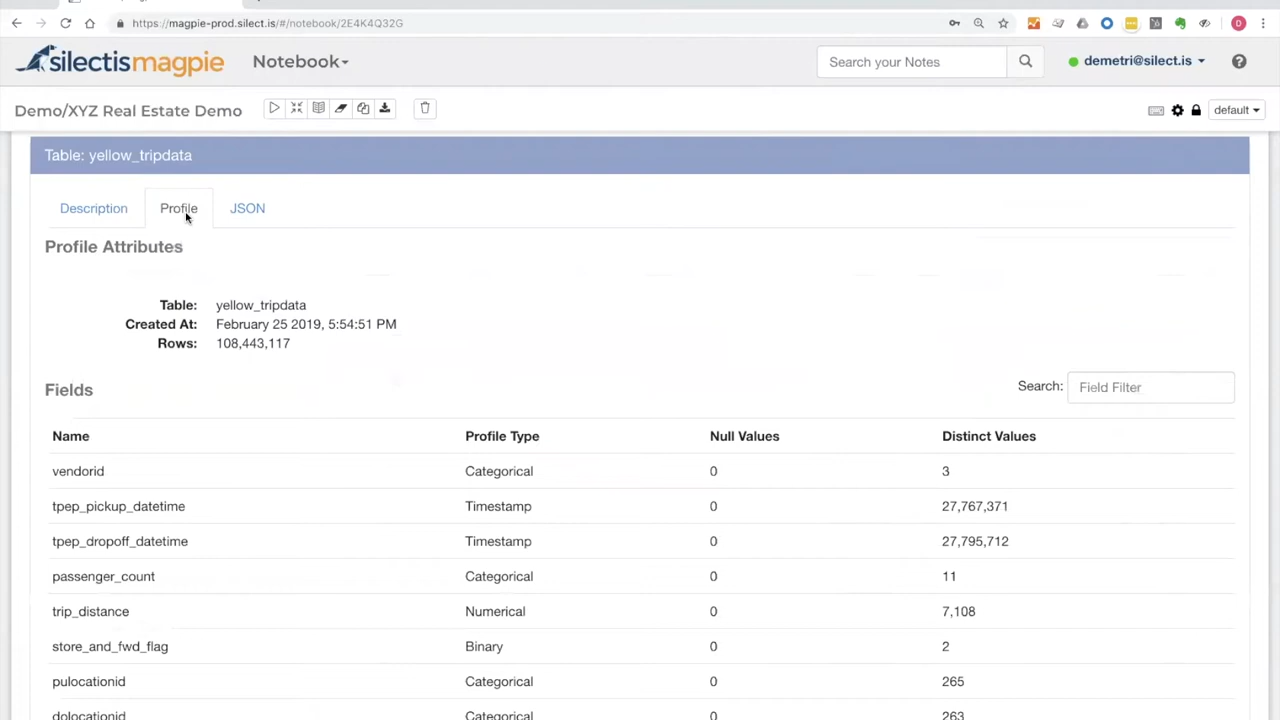 https://magpie-prod.silect.is/#/notebook/2E4K4Q32G
D
silectismagpie
Notebook
Search your Notes
demetri@silect.is
?
Demo/XYZ Real Estate Demo
default
Table: yellow_tripdata
Description Profile JSON
Profile Attributes
Table: yellow_tripdata
Created At: February 25 2019, 5:54:51 PM
Rows: 108,443,117
Fields
Search: Field Filter
Name Profile Type Null Values Distinct Values
vendorid Categorical 0 3
tpep_pickup_datetime Timestamp 0 27,767,371
tpep_dropoff_datetime Timestamp 0 27,795,712
passenger_count Categorical 0 11
trip_distance Numerical 0 7,108
store_and_fwd_flag Binary 0 2
pulocationid Categorical 0 265
dolocationid Categorical 0 263